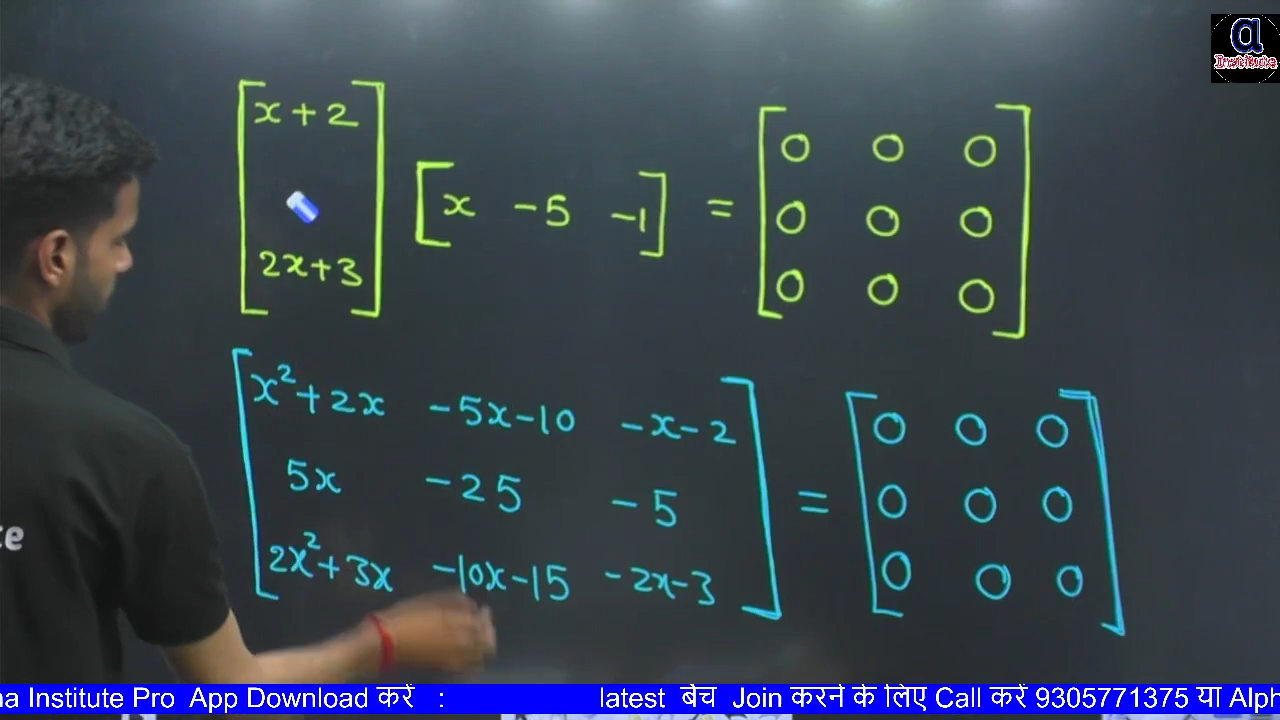 a
Institute
x + 2
2x+3
[x -5 -1] =
0 0 0
0 0 0
0 0 0
x²+2x -5x-10 -x-2
5x -25 -5
2x²+3x -10x-15 -2x-3
=
0 0 0
0 0 0
0 0 0
Institute Pro App Download करें : latest बैच Join करने के लिए Call करें 9305771375 या